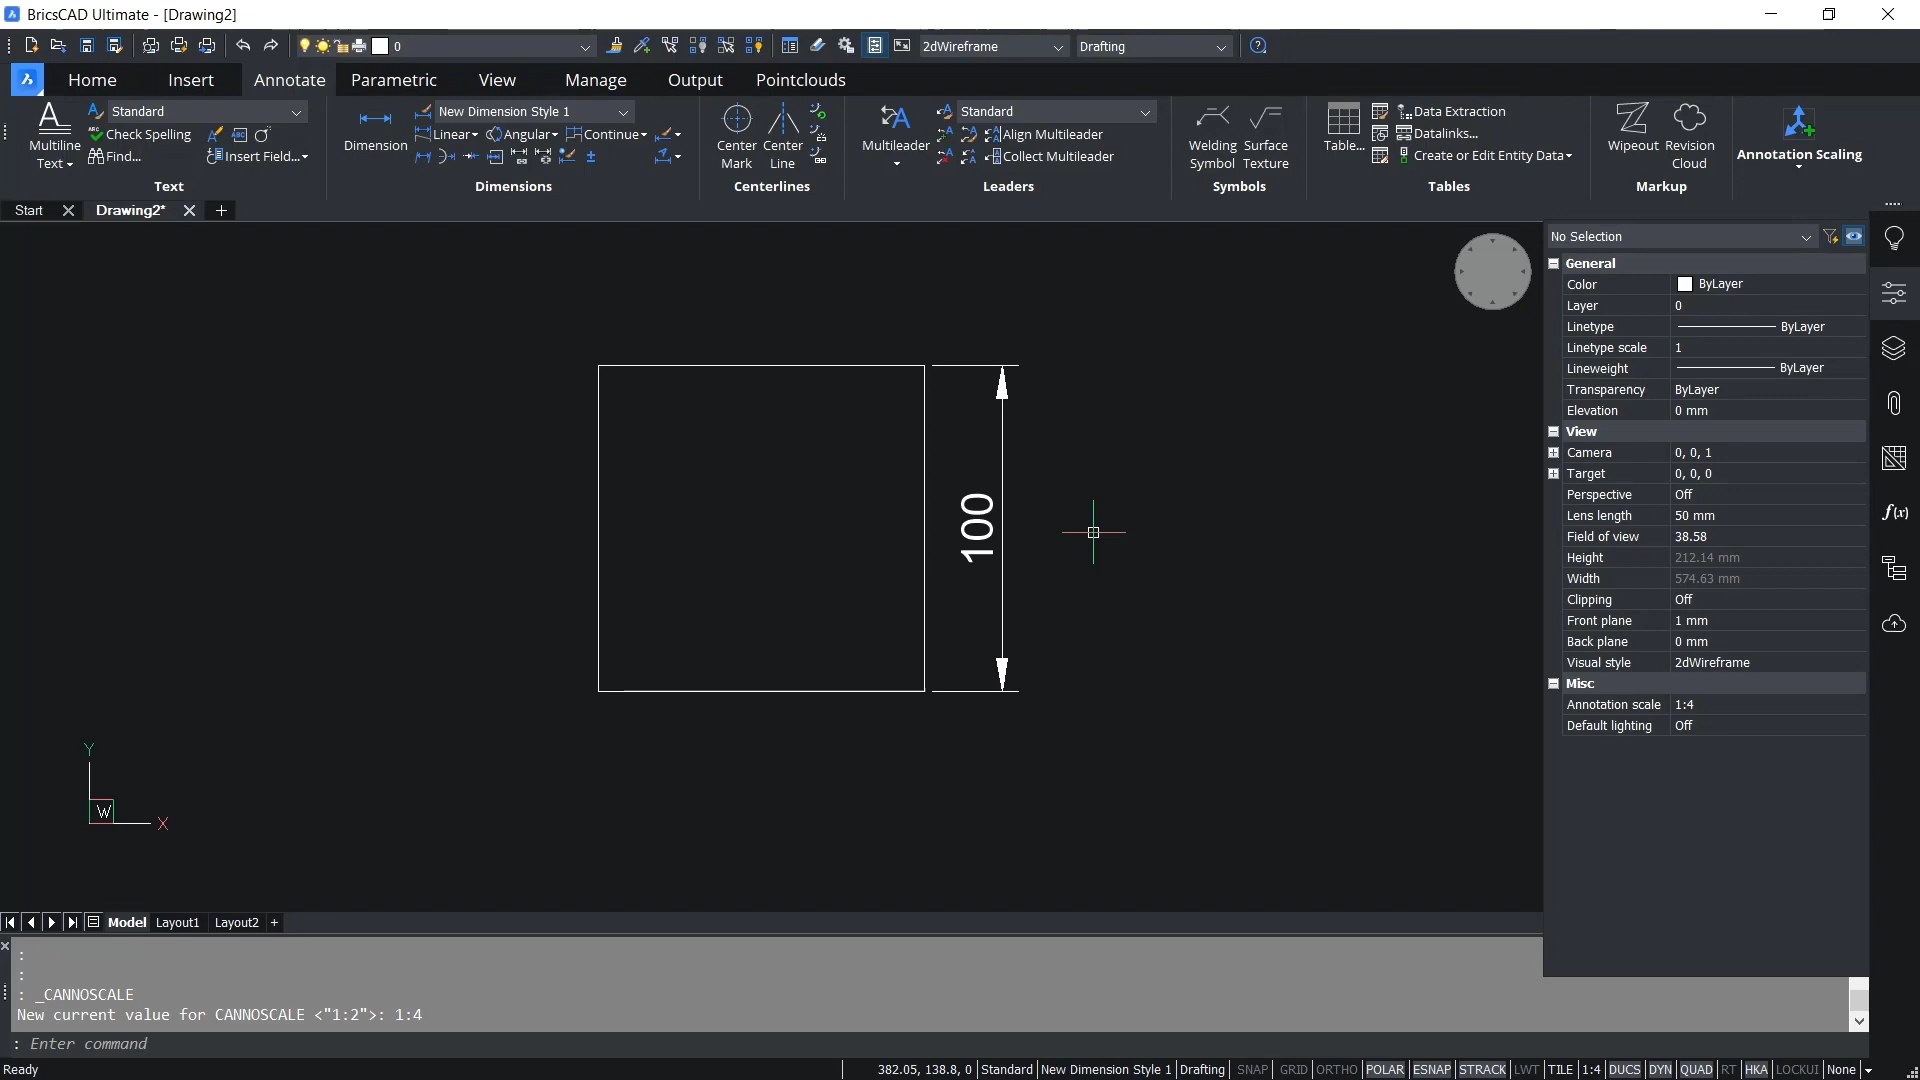 BricsCAD Ultimate - [Drawing2]
0
2dWireframe
Drafting
Home Insert Annotate Parametric View Manage Output Pointclouds
Standard
Check Spelling
Find...
Insert Field...
Multiline
Text
Text
New Dimension Style 1
Dimension
Linear Angular Continue
Dimensions
Center
Mark
Center
Line
Centerlines
Multileader
Standard
Align Multileader
Collect Multileader
Leaders
Welding
Symbol
Surface
Texture
Symbols
Table...
Data Extraction
Datalinks...
Create or Edit Entity Data
Tables
Wipeout
Revision
Cloud
Markup
Annotation Scaling
Start Drawing2*
No Selection
General
Color ByLayer
Layer 0
Linetype ByLayer
Linetype scale 1
Lineweight ByLayer
Transparency ByLayer
Elevation 0 mm
View
Camera 0, 0, 1
Target 0, 0, 0
Perspective Off
Lens length 50 mm
Field of view 38.58
Height 212.14 mm
Width 574.63 mm
Clipping Off
Front plane 1 mm
Back plane 0 mm
Visual style 2dWireframe
Misc
Annotation scale 1:4
Default lighting Off
f(x)
100
Y
W
X
Model Layout1 Layout2 +
:
:
: _CANNOSCALE
New current value for CANNOSCALE <"1:2">: 1:4
: Enter command
Ready
382.05, 138.8, 0 Standard New Dimension Style 1 Drafting SNAP GRID ORTHO POLAR ESNAP STRACK LWT TILE 1:4 DUCS DYN QUAD RT HKA LOCKUI None